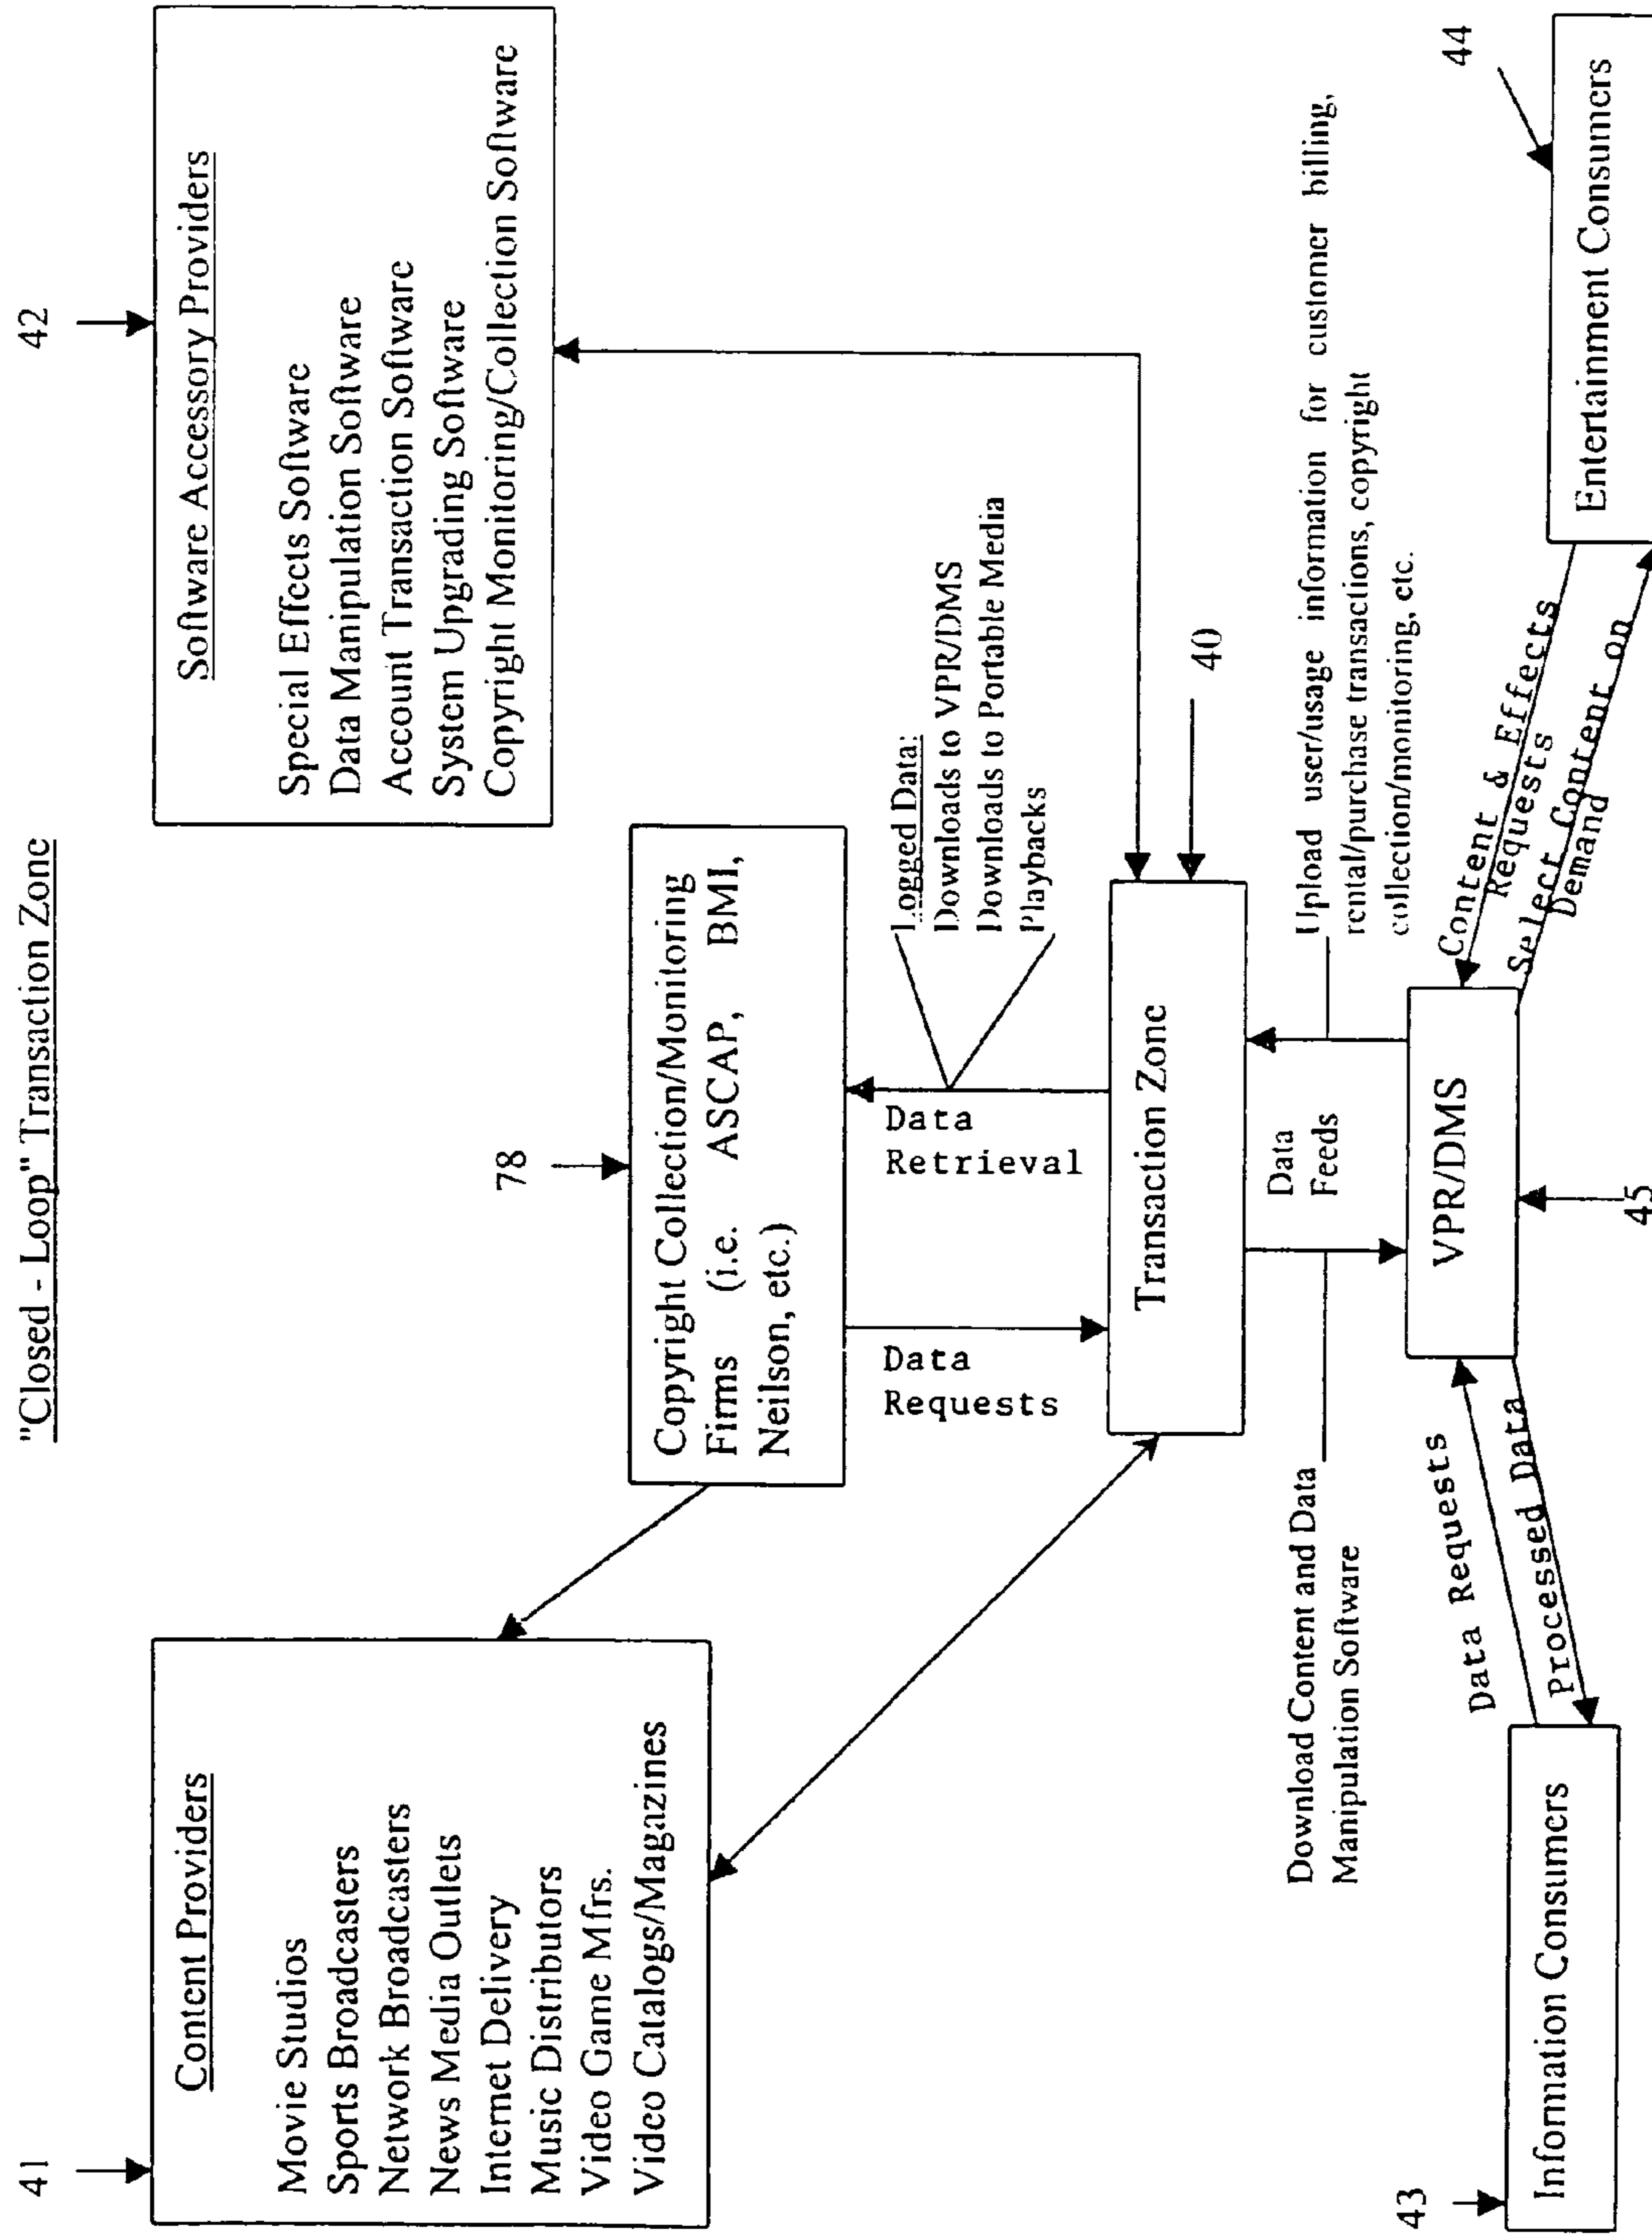 "Closed - Loop" Transaction Zone
41
Content Providers
Movie Studios
Sports Broadcasters
Network Broadcasters
News Media Outlets
Internet Delivery
Music Distributors
Video Game Mfrs.
Video Catalogs/Magazines
42
Software Accessory Providers
Special Effects Software
Data Manipulation Software
Account Transaction Software
System Upgrading Software
Copyright Monitoring/Collection Software
78
Copyright Collection/Monitoring
Firms (i.e. ASCAP, BMI,
Neilson, etc.)
Data
Requests
Data
Retrieval
Logged Data:
Downloads to VPR/DMS
Downloads to Portable Media
Playbacks
Transaction Zone
40
Download Content and Data
Manipulation Software
Data
Feeds
Upload user/usage information for customer billing,
rental/purchase transactions, copyright
collection/monitoring, etc.
VPR/DMS
45
Data Requests
Processed Data
Content & Effects
Requests
Select Content on
Demand
43
Information Consumers
44
Entertainment Consumers